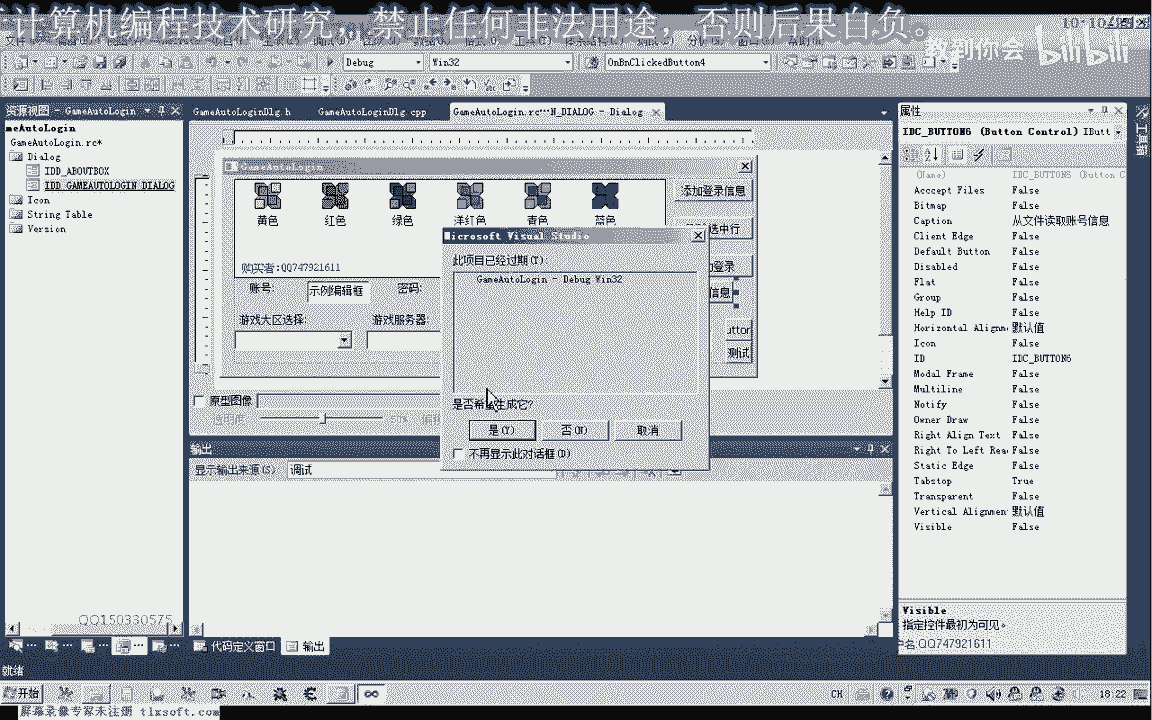 计算机编程技术研究，禁止任何非法用途，否则后果自负。
教到你会 bilibili
Debug
Win32
OnBnClickedButton4
资源视图 - GameAutoLogin
GameAutoLoginDlg.h
GameAutoLoginDlg.cpp
GameAutoLogin.rc…N_DIALOG - Dialog
属性
meAutoLogin
GameAutoLogin.rc*
Dialog
IDD_ABOUTBOX
IDD_GAMEAUTOLOGIN_DIALOG
Icon
String Table
Version
GameAutoLogin
黄色
红色
绿色
洋红色
青色
蓝色
添加登录信息
选中行
登录
信息
utton
测试
购买者:QQ747921611
账号:
示例编辑框
密码:
游戏大区选择:
游戏服务器:
原型图像
透明度:
50%
Microsoft Visual Studio
此项目已经过期(T):
GameAutoLogin - Debug Win32
是否希望生成它?
是(Y)
否(N)
取消
不再显示此对话框(D)
输出
显示输出来源(S):
调试
IDC_BUTTON6 (Button Control) IButt
(Name) IDC_BUTTON6 (Button C
Accept Files False
Bitmap False
Caption 从文件读取账号信息
Client Edge False
Default Button False
Disabled False
Flat False
Group False
Help ID False
Horizontal Alignm 默认值
Icon False
ID IDC_BUTTON6
Modal Frame False
Multiline False
Notify False
Owner Draw False
Right Align Text False
Right To Left Rea False
Static Edge False
Tabstop True
Transparent False
Vertical Alignmen 默认值
Visible False
Visible
指定控件最初为可见。
QQ747921611
工具箱
QQ150330575
代码定义窗口
输出
就绪
开始
CH
18:22
屏幕录像专家未注册 tlxsoft.com